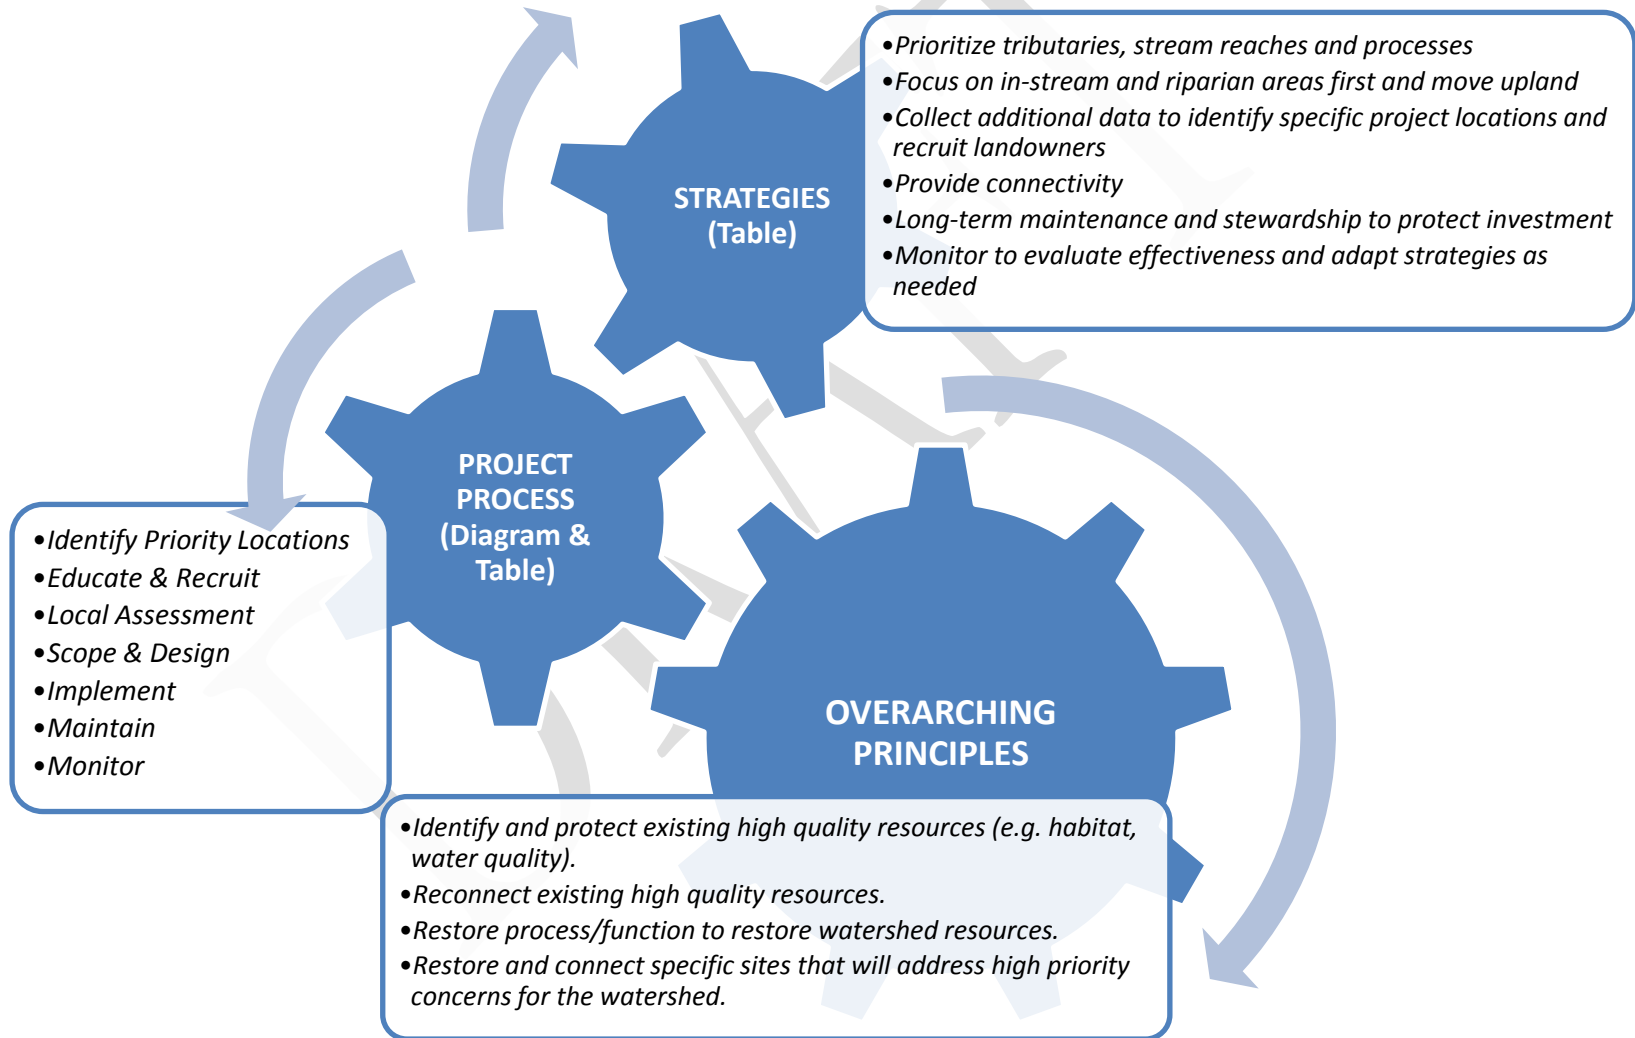 •Prioritize tributaries, stream reaches and processes
•Focus on in-stream and riparian areas first and move upland
•Collect additional data to identify specific project locations and
recruit landowners
•Provide connectivity
•Long-term maintenance and stewardship to protect investment
•Monitor to evaluate effectiveness and adapt strategies as
needed
STRATEGIES
(Table)
PROJECT
PROCESS
(Diagram &
Table)
•Identify Priority Locations
•Educate & Recruit
•Local Assessment
•Scope & Design
•Implement
•Maintain
•Monitor
OVERARCHING
PRINCIPLES
•Identify and protect existing high quality resources (e.g. habitat,
water quality).
•Reconnect existing high quality resources.
•Restore process/function to restore watershed resources.
•Restore and connect specific sites that will address high priority
concerns for the watershed.